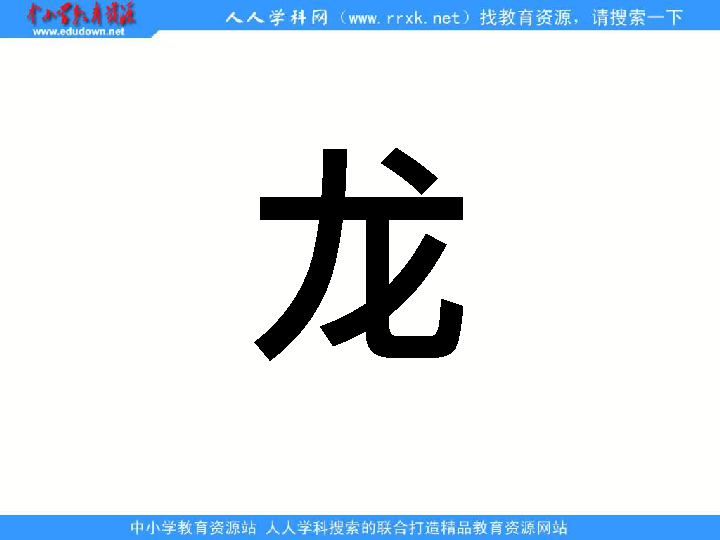 中小学教育资源
www.edudown.net
人人学科网（www.rrxk.net）找教育资源，请搜索一下
龙
中小学教育资源站 人人学科搜索的联合打造精品教育资源网站